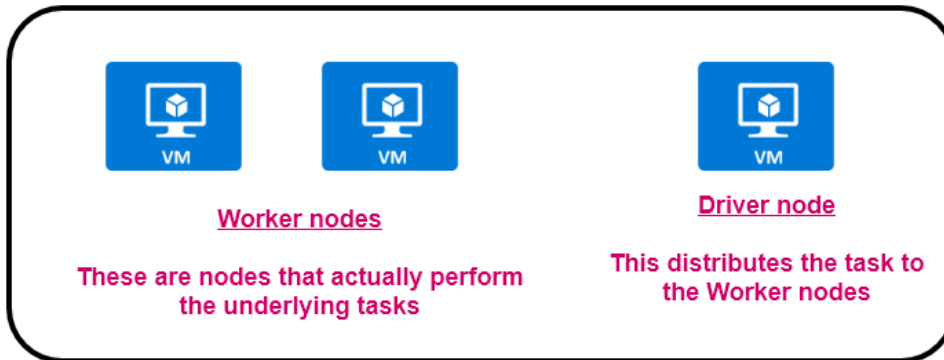 VM
VM
VM
Worker nodes
Driver node
These are nodes that actually perform
the underlying tasks
This distributes the task to
the Worker nodes